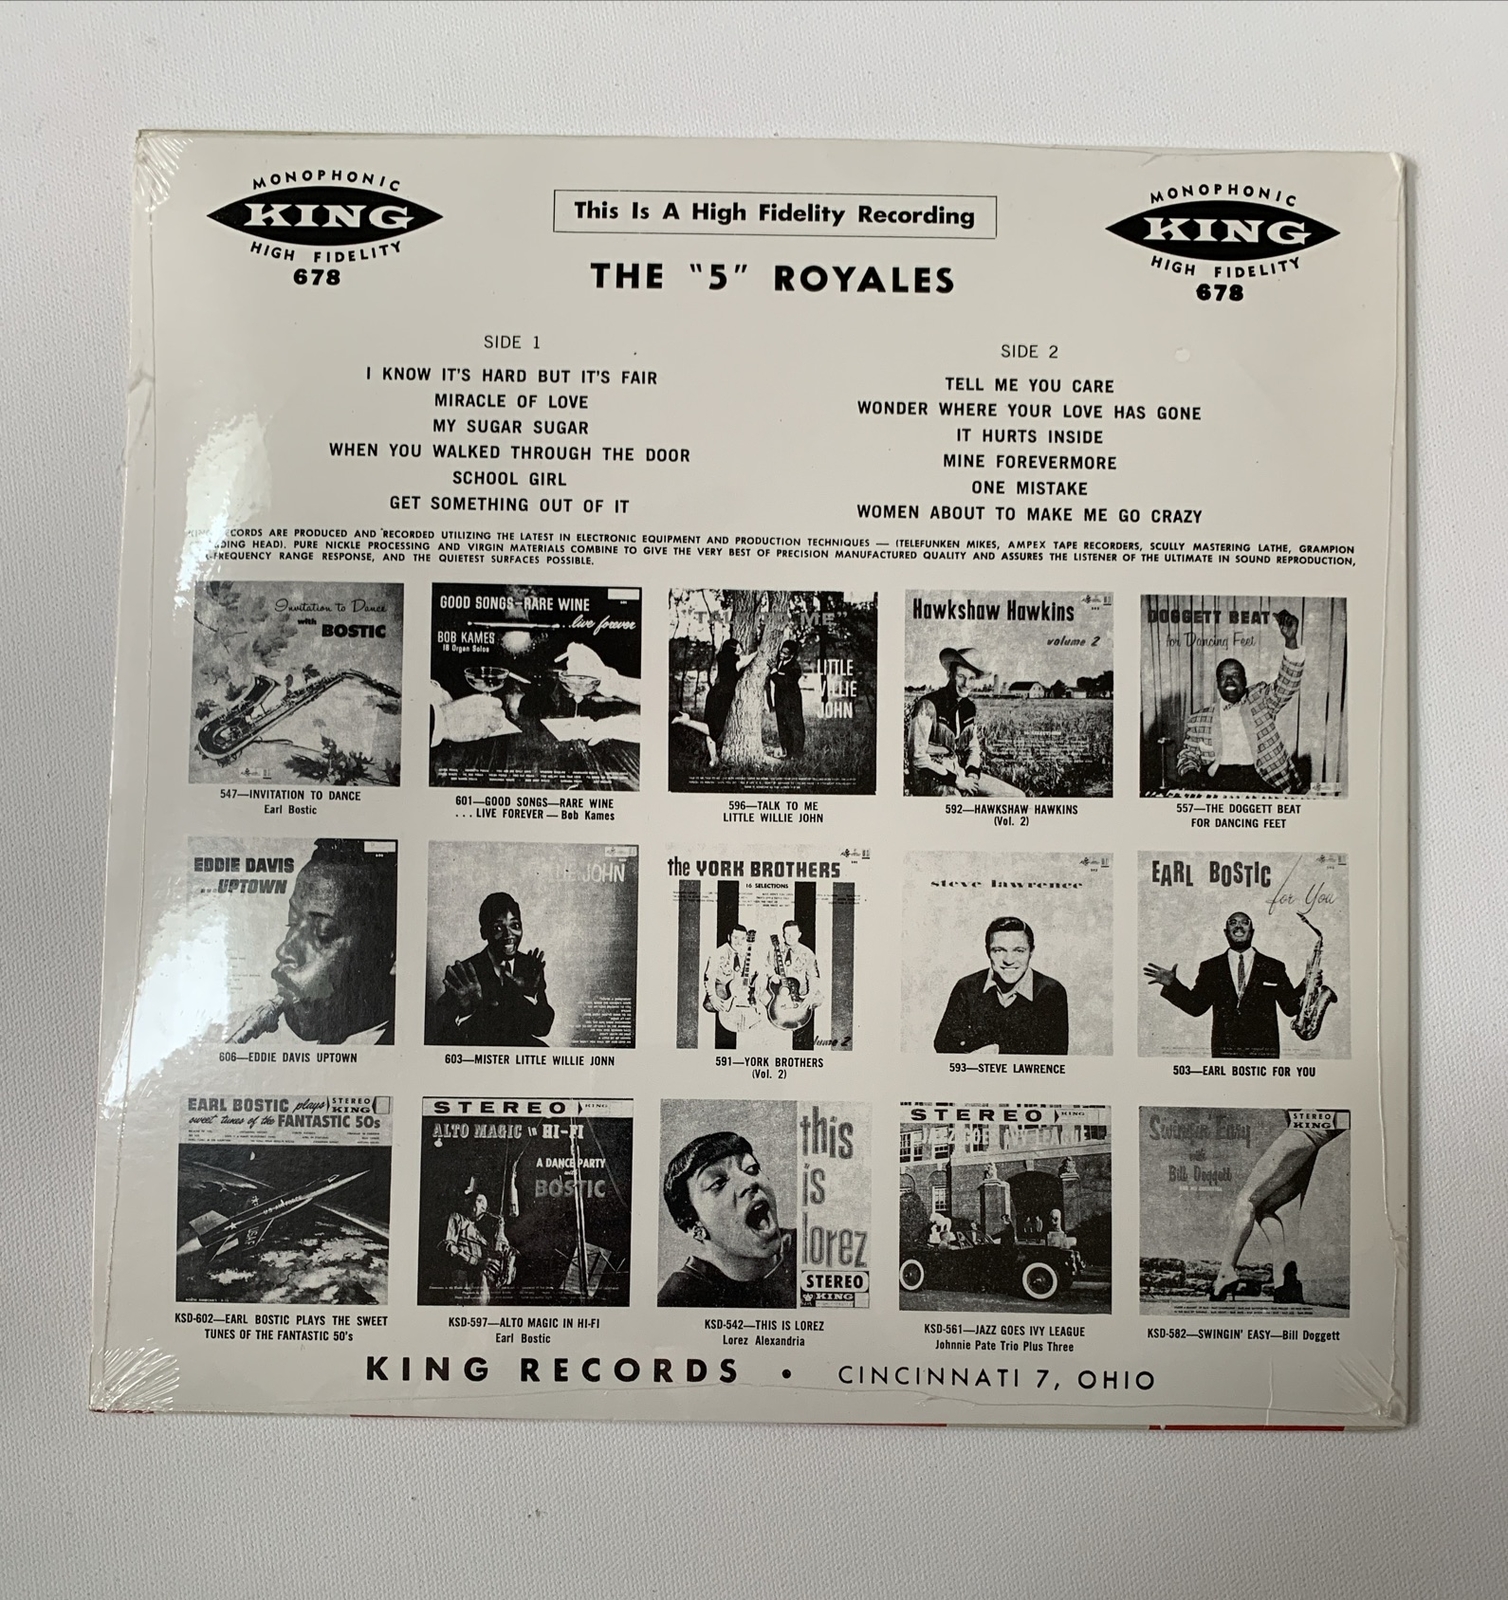 MONOPHONIC
KING
HIGH FIDELITY
678
This Is A High Fidelity Recording
THE "5" ROYALES
MONOPHONIC
KING
HIGH FIDELITY
678
SIDE 1
I KNOW IT'S HARD BUT IT'S FAIR
MIRACLE OF LOVE
MY SUGAR SUGAR
WHEN YOU WALKED THROUGH THE DOOR
SCHOOL GIRL
GET SOMETHING OUT OF IT
SIDE 2
TELL ME YOU CARE
WONDER WHERE YOUR LOVE HAS GONE
IT HURTS INSIDE
MINE FOREVERMORE
ONE MISTAKE
WOMEN ABOUT TO MAKE ME GO CRAZY
ARE PRODUCED AND RECORDED UTILIZING THE LATEST IN ELECTRONIC EQUIPMENT AND PRODUCTION TECHNIQUES — (TELEFUNKEN MIKES, AMPEX TAPE RECORDERS, SCULLY MASTERING LATHE, GRAMPION
HEAD). PURE NICKLE PROCESSING AND VIRGIN MATERIALS COMBINE TO GIVE THE VERY BEST OF PRECISION MANUFACTURED QUALITY AND ASSURES THE LISTENER OF THE ULTIMATE IN SOUND REPRODUCTION,
FREQUENCY RANGE RESPONSE, AND THE QUIETEST SURFACES POSSIBLE.
Invitation to Dance
with
BOSTIC
547—INVITATION TO DANCE
Earl Bostic
GOOD SONGS—RARE WINE
...live forever
BOB KAMES
18 Organ Solos
601—GOOD SONGS—RARE WINE
. . . LIVE FOREVER — Bob Kames
"TALK TO ME"
LITTLE
WILLIE
JOHN
596—TALK TO ME
LITTLE WILLIE JOHN
Hawkshaw Hawkins
volume 2
592—HAWKSHAW HAWKINS
(Vol. 2)
DOGGETT BEAT
for Dancing Feet
557—THE DOGGETT BEAT
FOR DANCING FEET
EDDIE DAVIS
...UPTOWN
606—EDDIE DAVIS UPTOWN
JOHN
603—MISTER LITTLE WILLIE JONN
the YORK BROTHERS
16 SELECTIONS
volume 2
591—YORK BROTHERS
(Vol. 2)
steve lawrence
593—STEVE LAWRENCE
EARL BOSTIC
for You
503—EARL BOSTIC FOR YOU
EARL BOSTIC plays
STEREO
KING
sweet tunes of the FANTASTIC 50s
KSD-602—EARL BOSTIC PLAYS THE SWEET
TUNES OF THE FANTASTIC 50's
STEREO KING
ALTO MAGIC in HI-FI
A DANCE PARTY
with
BOSTIC
KSD-597—ALTO MAGIC IN HI-FI
Earl Bostic
this
is
lorez
STEREO
KING
KSD-542—THIS IS LOREZ
Lorez Alexandria
STEREO KING
JAZZ GOES IVY LEAGUE
KSD-561—JAZZ GOES IVY LEAGUE
Johnnie Pate Trio Plus Three
STEREO
KING
Swingin' Easy
with
Bill Doggett
KSD-582—SWINGIN' EASY—Bill Doggett
KING RECORDS • CINCINNATI 7, OHIO